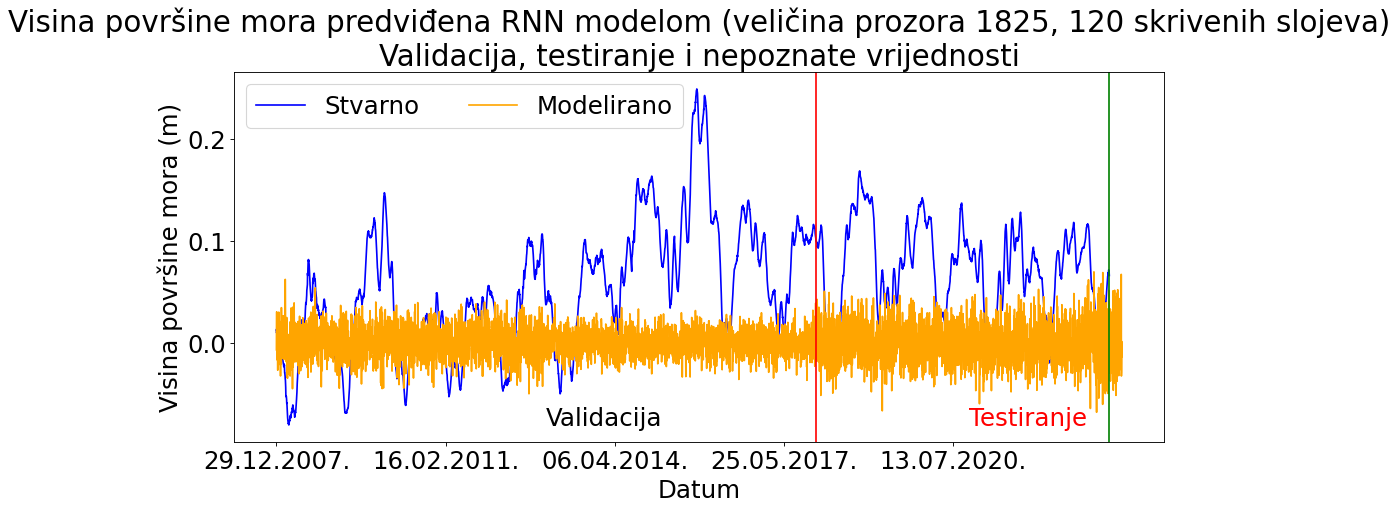 Visina površine mora predviđena RNN modelom (veličina prozora 1825, 120 skrivenih slojeva)
Validacija, testiranje i nepoznate vrijednosti
Stvarno
Modelirano
Visina površine mora (m)
0.2
0.1
0.0
Validacija
Testiranje
29.12.2007.
16.02.2011.
06.04.2014.
25.05.2017.
13.07.2020.
Datum